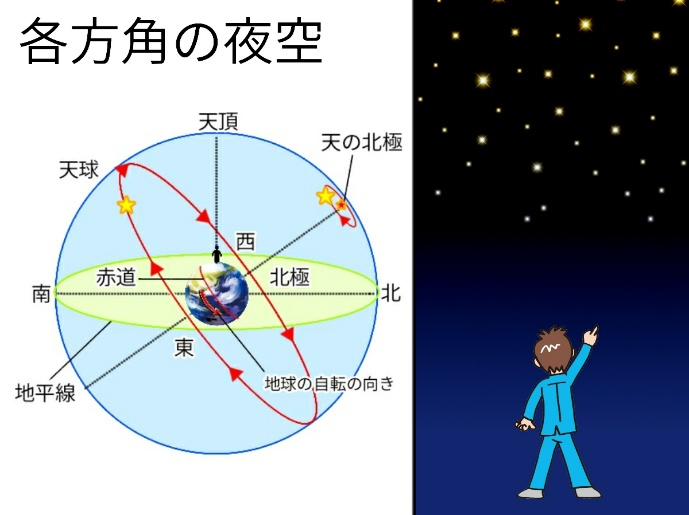 各方角の夜空
天頂
天の北極
天球
西
赤道
北極
南
北
東
地球の自転の向き
地平線